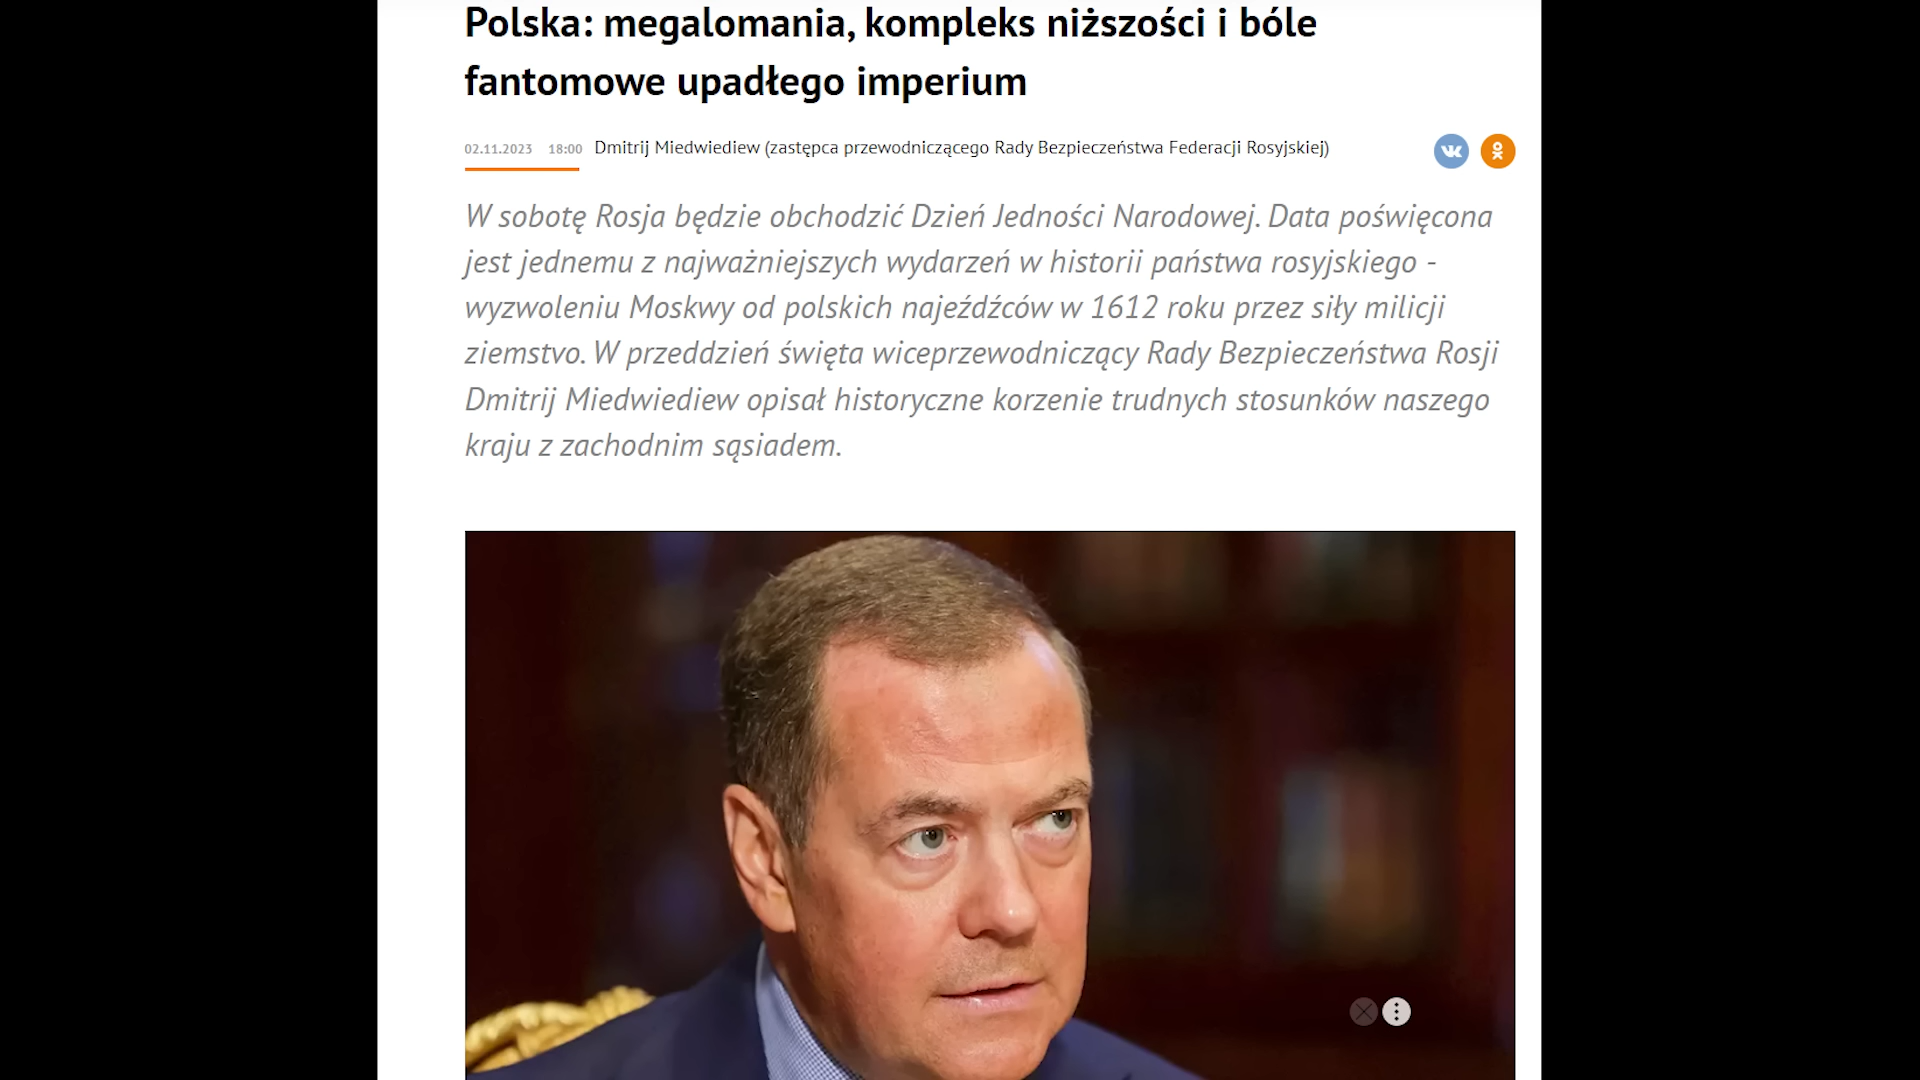 Polska: megalomania, kompleks niższości i bóle
fantomowe upadłego imperium
02.11.2023 18:00 Dmitrij Miedwiediew (zastępca przewodniczącego Rady Bezpieczeństwa Federacji Rosyjskiej)
W sobotę Rosja będzie obchodzić Dzień Jedności Narodowej. Data poświęcona
jest jednemu z najważniejszych wydarzeń w historii państwa rosyjskiego -
wyzwoleniu Moskwy od polskich najeźdźców w 1612 roku przez siły milicji
ziemstvo. W przeddzień święta wiceprzewodniczący Rady Bezpieczeństwa Rosji
Dmitrij Miedwiediew opisał historyczne korzenie trudnych stosunków naszego
kraju z zachodnim sąsiadem.